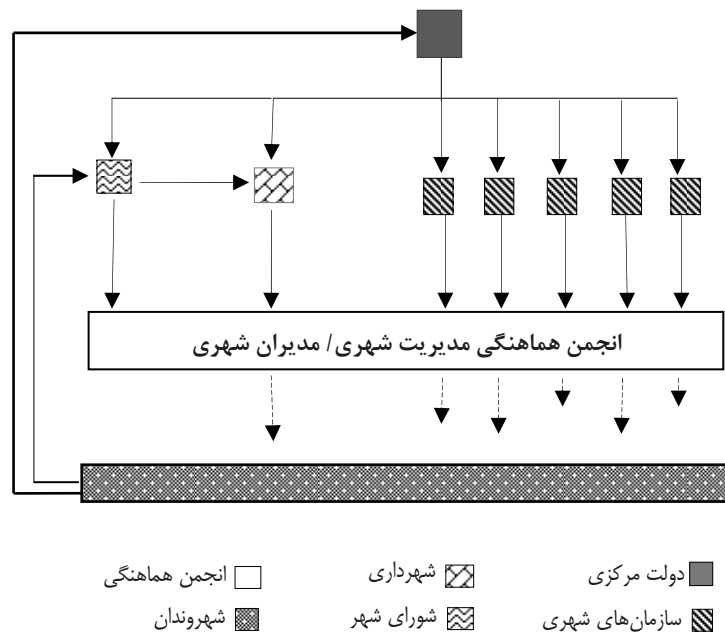 انجمن هماهنگی مدیریت شهری/ مدیران شهری
دولت مرکزی
شهرداری
انجمن هماهنگی
سازمان‌های شهری
شورای شهر
شهروندان